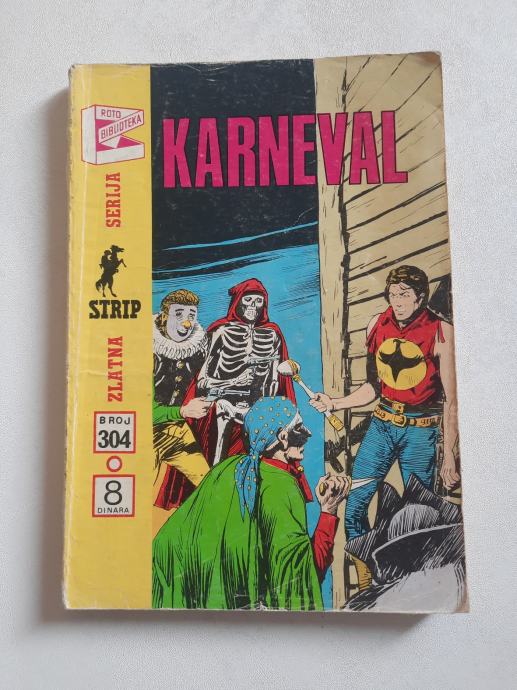 ROTO
BIBLIOTEKA
KARNEVAL
ZLATNA
STRIP
SERIJA
BROJ
304
8
DINARA